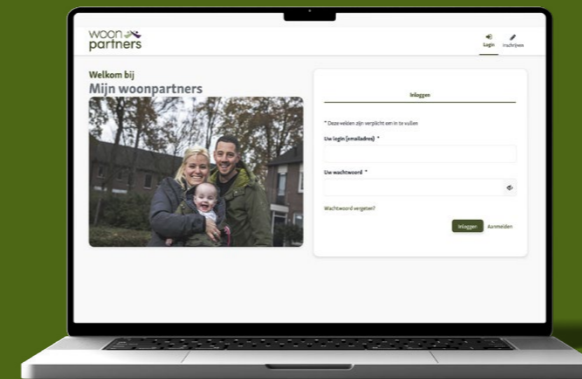 woon
partners
Login
Inschrijven
Welkom bij
Mijn woonpartners
Inloggen
* Deze velden zijn verplicht om in te vullen
Uw login (emailadres) *
Uw wachtwoord *
Wachtwoord vergeten?
Inloggen
Aanmelden